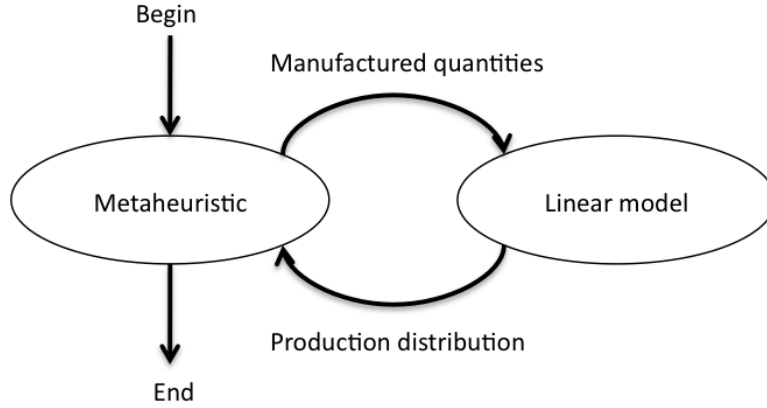 Begin
Manufactured quantities
Metaheuristic
Linear model
Production distribution
End